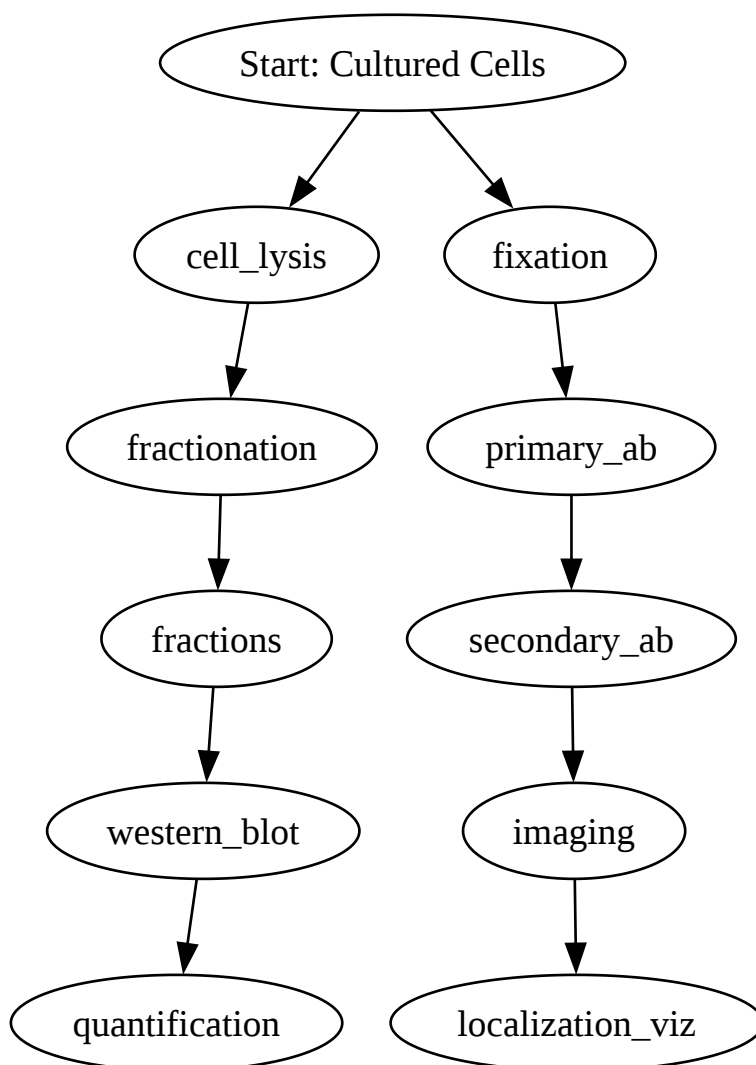 Start: Cultured Cells
cell_lysis
fixation
fractionation
primary_ab
fractions
secondary_ab
western_blot
imaging
quantification
localization_viz